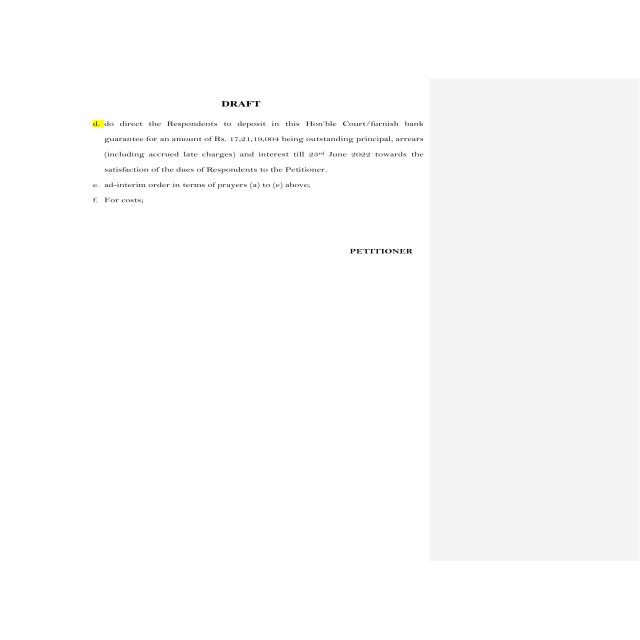 DRAFT
d. do direct the Respondents to deposit in this Hon'ble Court/furnish bank
guarantee for an amount of Rs. 17,21,19,004 being outstanding principal, arrears
(including accrued late charges) and interest till 23rd June 2022 towards the
satisfaction of the dues of Respondents to the Petitioner.
e. ad-interim order in terms of prayers (a) to (e) above;
f. For costs;
PETITIONER